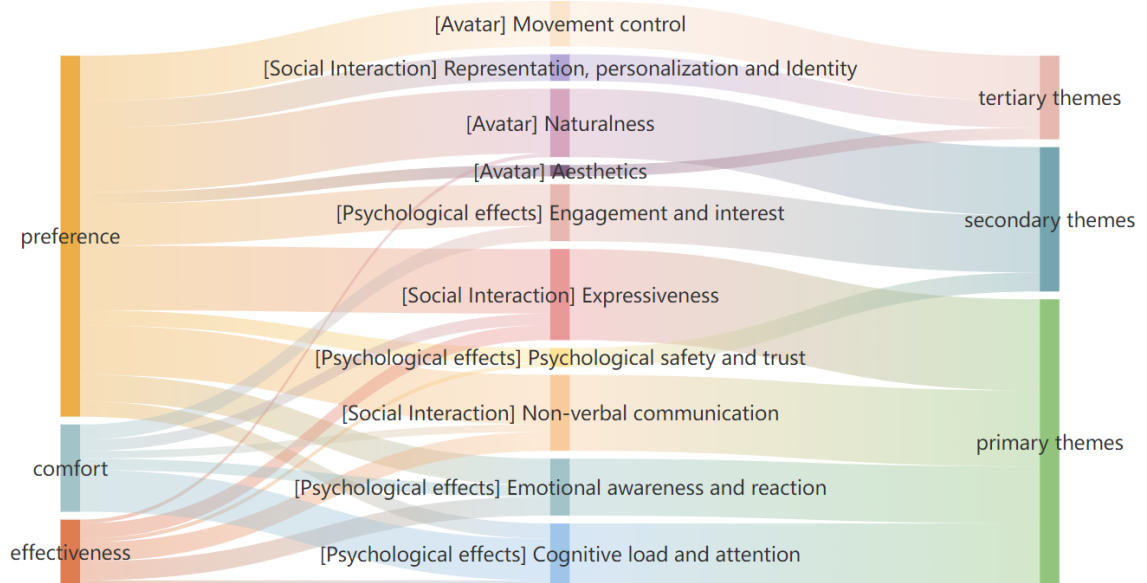 [Avatar] Movement control
[Social Interaction] Representation, personalization and Identity
tertiary themes
[Avatar] Naturalness
[Avatar] Aesthetics
[Psychological effects] Engagement and interest
secondary themes
preference
[Social Interaction] Expressiveness
[Psychological effects] Psychological safety and trust
[Social Interaction] Non-verbal communication
primary themes
comfort
[Psychological effects] Emotional awareness and reaction
effectiveness
[Psychological effects] Cognitive load and attention